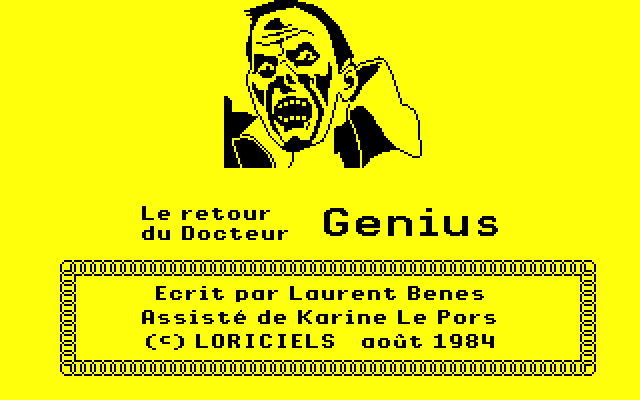 Le retour
du Docteur Genius
Ecrit par Laurent Benes
Assisté de Karine Le Pors
(c) LORICIELS août 1984